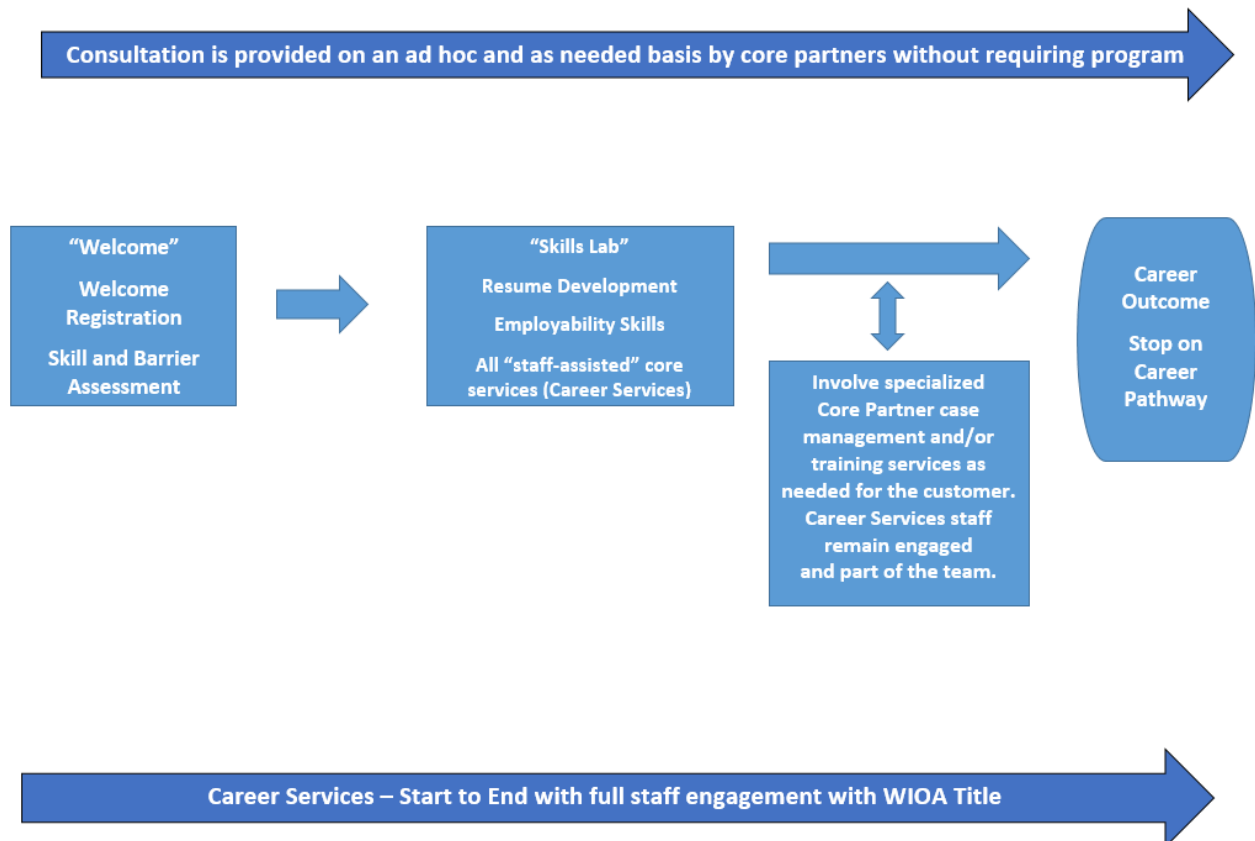 Consultation is provided on an ad hoc and as needed basis by core partners without requiring program
“Welcome”
Welcome
Registration
Skill and Barrier
Assessment
“Skills Lab”
Resume Development
Employability Skills
All “staff-assisted” core
services (Career Services)
Involve specialized
Core Partner case
management and/or
training services as
needed for the customer.
Career Services staff
remain engaged
and part of the team.
Career
Outcome
Stop on
Career
Pathway
Career Services – Start to End with full staff engagement with WIOA Title